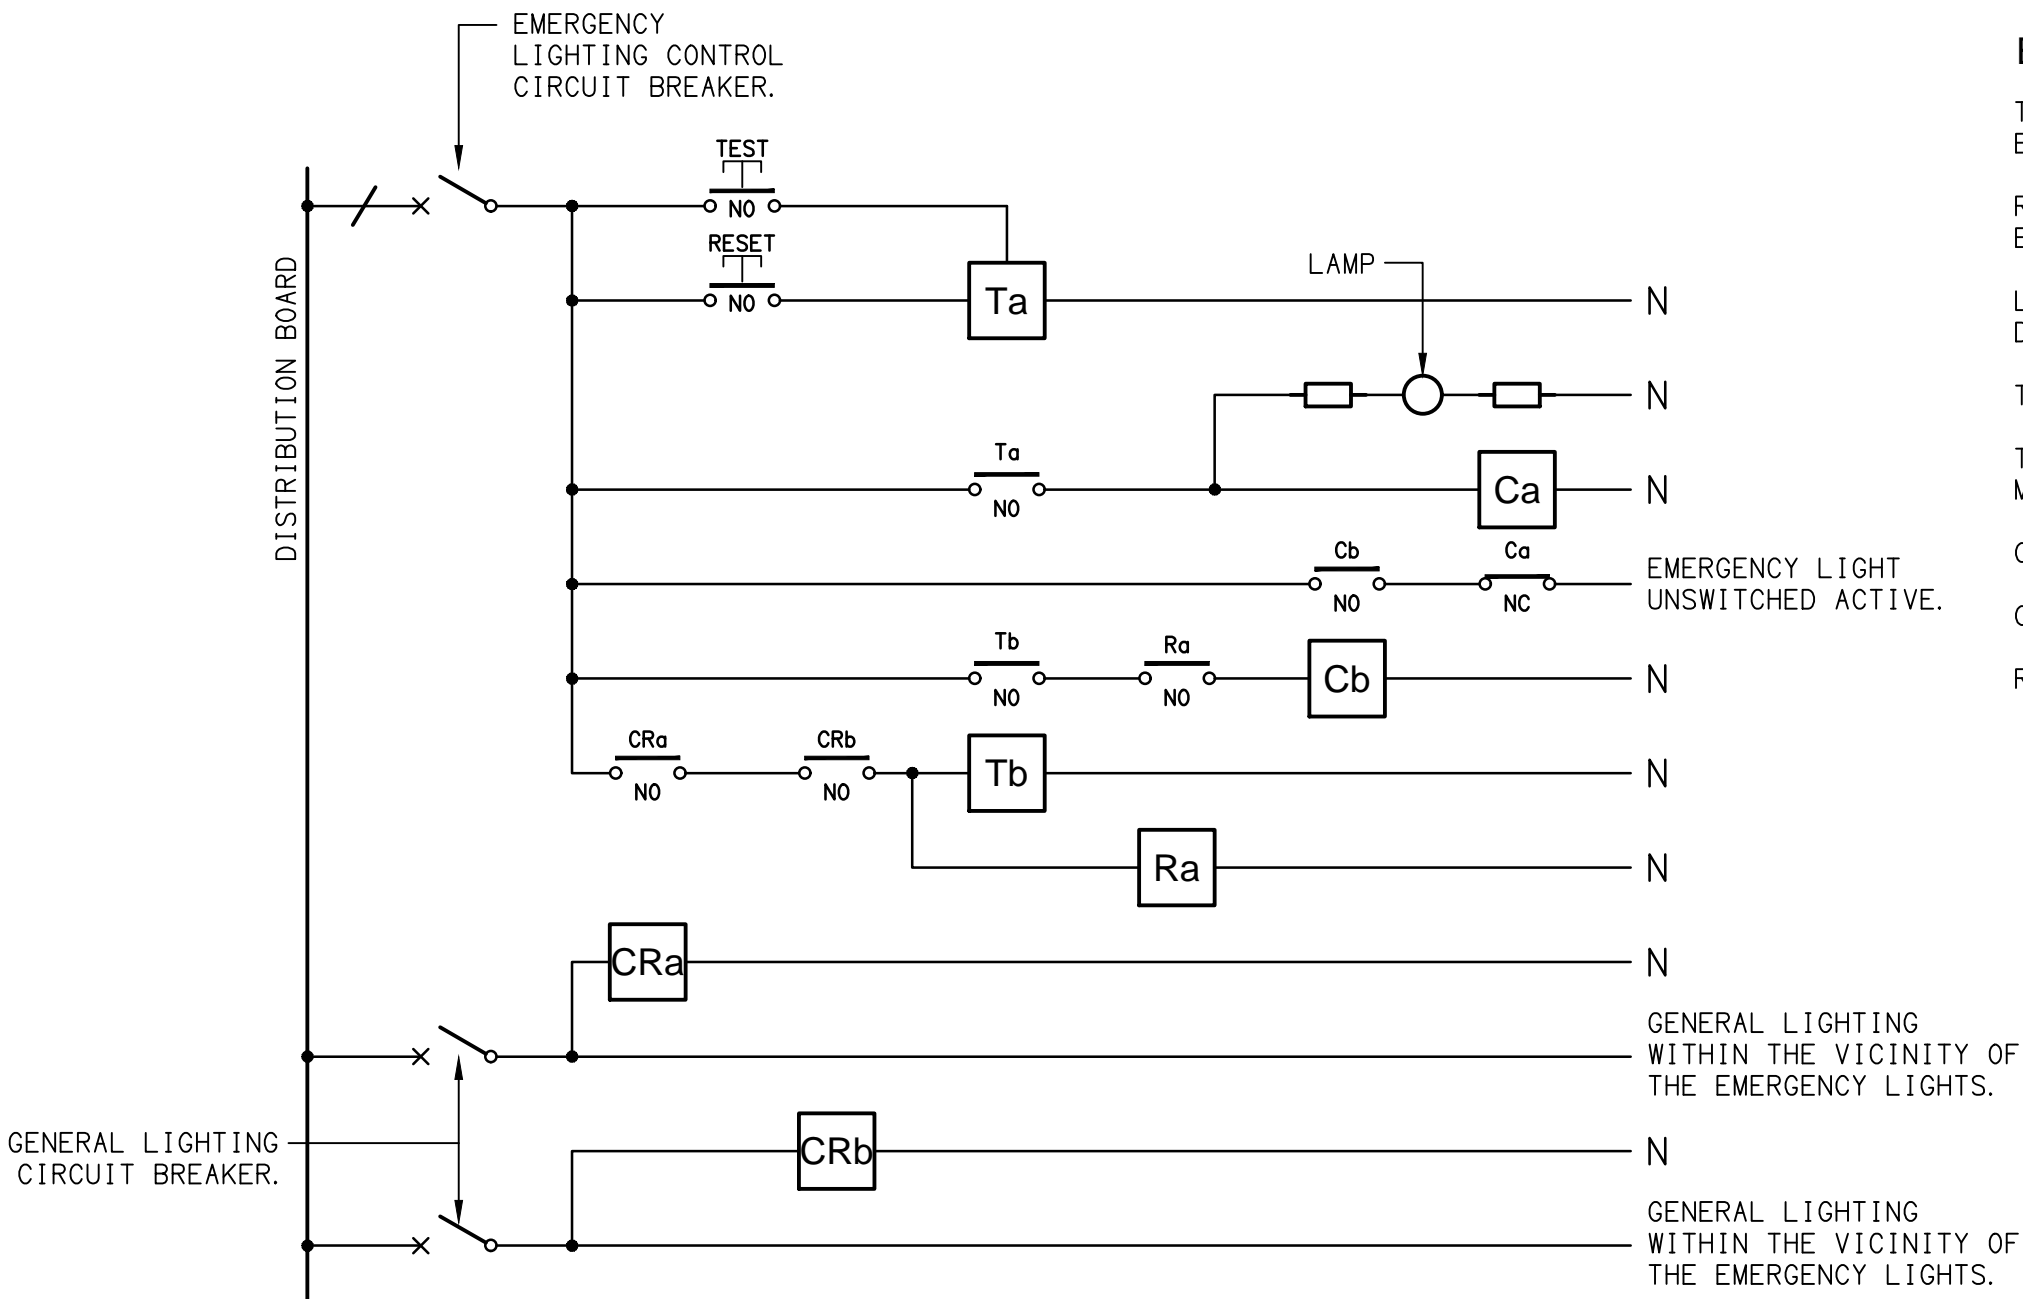 EMERGENCY
LIGHTING CONTROL
CIRCUIT BREAKER.
TEST
NO
RESET
NO
DISTRIBUTION BOARD
Ta
N
LAMP
N
Ta
NO
Ca
N
Cb
NO
Ca
NC
EMERGENCY LIGHT
UNSWITCHED ACTIVE.
Tb
NO
Ra
NO
Cb
N
CRa
NO
CRb
NO
Tb
N
Ra
N
CRa
N
GENERAL LIGHTING
WITHIN THE VICINITY OF
THE EMERGENCY LIGHTS.
GENERAL LIGHTING
CIRCUIT BREAKER.
CRb
N
GENERAL LIGHTING
WITHIN THE VICINITY OF
THE EMERGENCY LIGHTS.